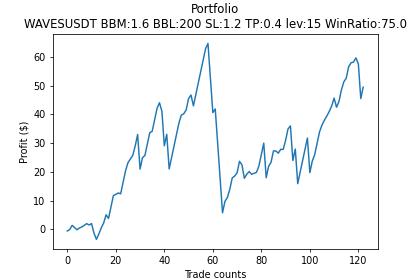 Portfolio
WAVESUSDT BBM:1.6 BBL:200 SL:1.2 TP:0.4 lev:15 WinRatio:75.0
60
50
40
30
20
10
0
Profit ($)
0 20 40 60 80 100 120
Trade counts